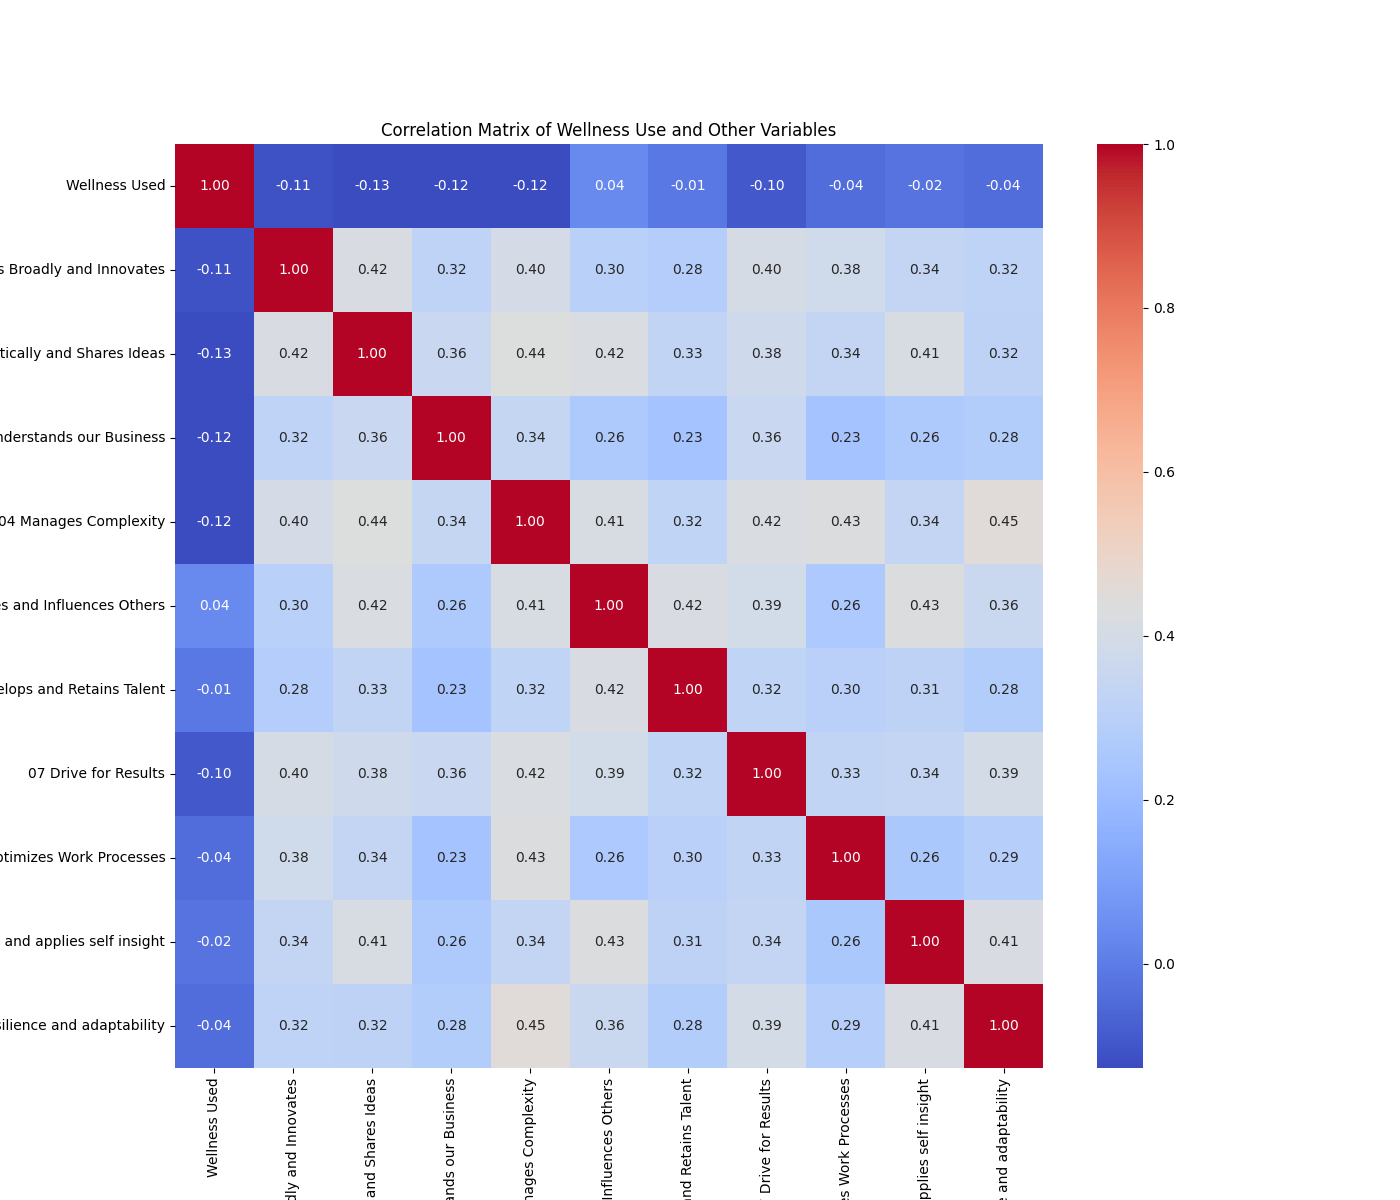 Correlation Matrix of Wellness Use and Other Variables
Wellness Used 1.00 -0.11 -0.13 -0.12 -0.12 0.04 -0.01 -0.10 -0.04 -0.02 -0.04
s Broadly and Innovates -0.11 1.00 0.42 0.32 0.40 0.30 0.28 0.40 0.38 0.34 0.32
tically and Shares Ideas -0.13 0.42 1.00 0.36 0.44 0.42 0.33 0.38 0.34 0.41 0.32
nderstands our Business -0.12 0.32 0.36 1.00 0.34 0.26 0.23 0.36 0.23 0.26 0.28
04 Manages Complexity -0.12 0.40 0.44 0.34 1.00 0.41 0.32 0.42 0.43 0.34 0.45
es and Influences Others 0.04 0.30 0.42 0.26 0.41 1.00 0.42 0.39 0.26 0.43 0.36
elops and Retains Talent -0.01 0.28 0.33 0.23 0.32 0.42 1.00 0.32 0.30 0.31 0.28
07 Drive for Results -0.10 0.40 0.38 0.36 0.42 0.39 0.32 1.00 0.33 0.34 0.39
ptimizes Work Processes -0.04 0.38 0.34 0.23 0.43 0.26 0.30 0.33 1.00 0.26 0.29
and applies self insight -0.02 0.34 0.41 0.26 0.34 0.43 0.31 0.34 0.26 1.00 0.41
silience and adaptability -0.04 0.32 0.32 0.28 0.45 0.36 0.28 0.39 0.29 0.41 1.00
Wellness Used
dly and Innovates
and Shares Ideas
ands our Business
nages Complexity
Influences Others
and Retains Talent
Drive for Results
es Work Processes
pplies self insight
e and adaptability
1.0
0.8
0.6
0.4
0.2
0.0